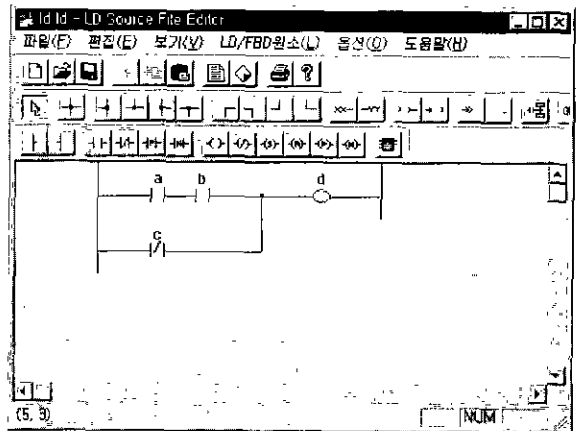 ld.ld - LD Source File Editor
파일(F) 편집(E) 보기(V) LD/FBD원소(L) 옵션(O) 도움말(H)
a b d
c
(5, 9)
NUM